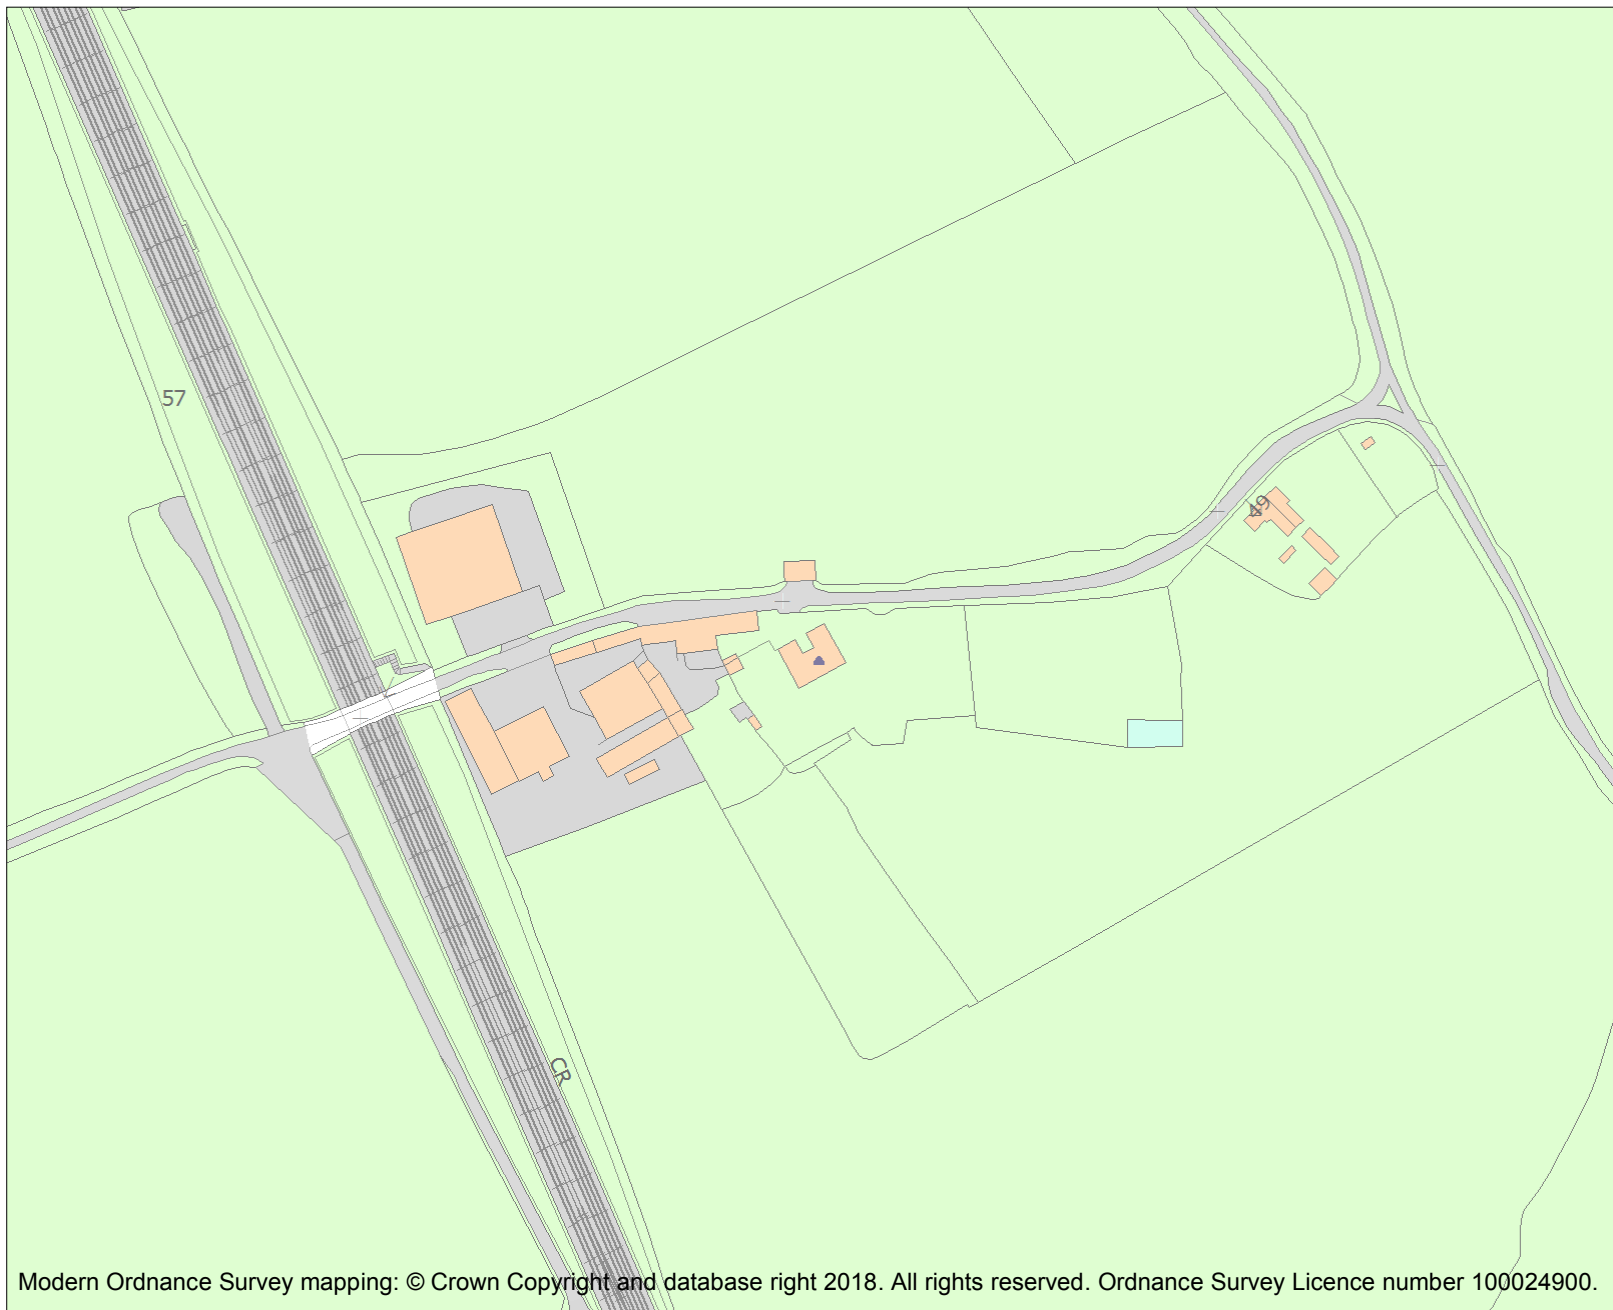 57
49
CR
Modern Ordnance Survey mapping: © Crown Copyright and database right 2018. All rights reserved. Ordnance Survey Licence number 100024900.